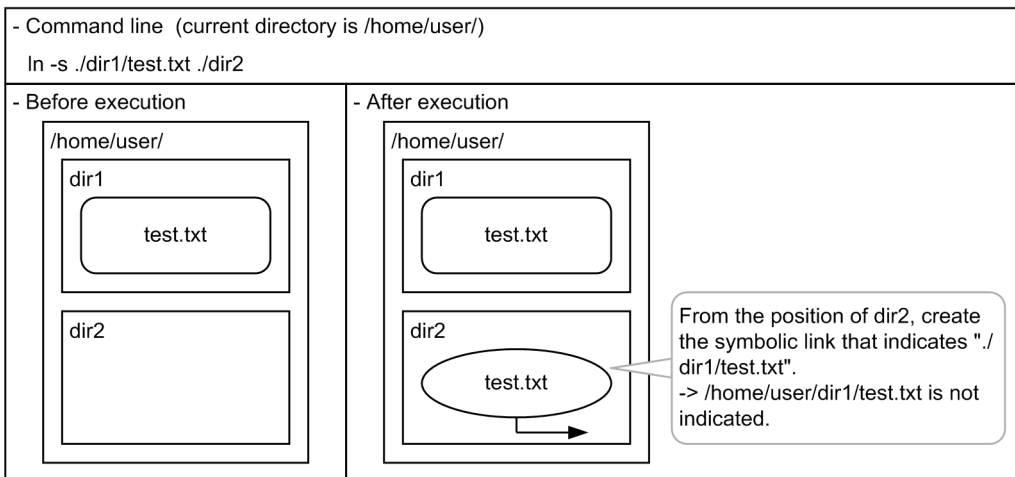 - Command line  (current directory is /home/user/)
ln -s ./dir1/test.txt ./dir2
- Before execution
/home/user/
dir1
test.txt
dir2
- After execution
/home/user/
dir1
test.txt
dir2
test.txt
From the position of dir2, create
the symbolic link that indicates "./
dir1/test.txt".
-> /home/user/dir1/test.txt is not
indicated.